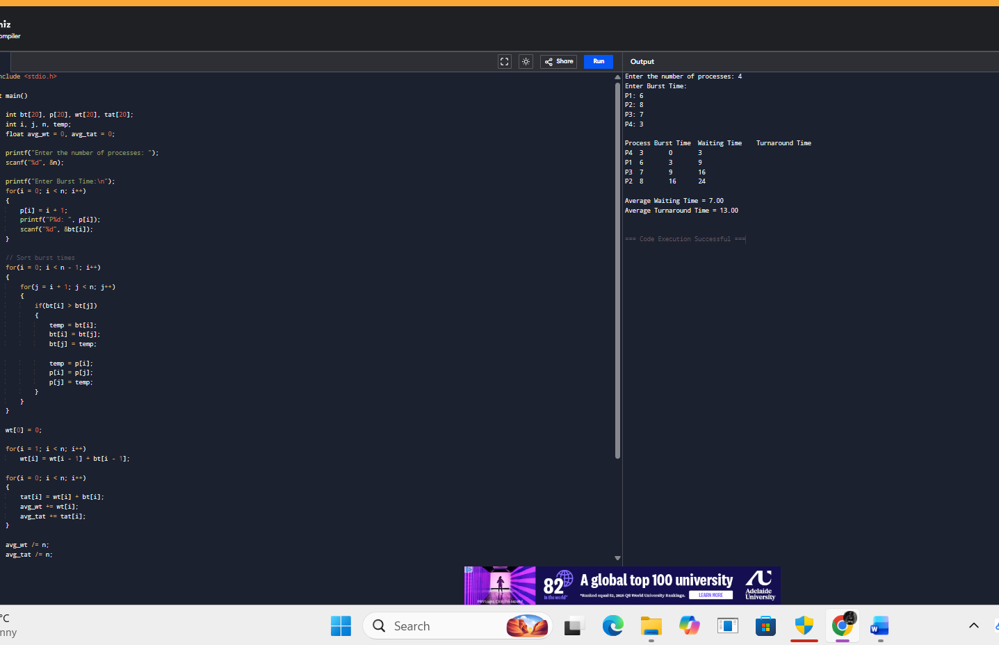 niz
ompiler
Share
Run
Output
nclude <stdio.h>
t main()
int bt[20], p[20], wt[20], tat[20];
int i, j, n, temp;
float avg_wt = 0, avg_tat = 0;
printf("Enter the number of processes: ");
scanf("%d", &n);
printf("Enter Burst Time:\n");
for(i = 0; i < n; i++)
{
p[i] = i + 1;
printf("P%d: ", p[i]);
scanf("%d", &bt[i]);
}
// Sort burst times
for(i = 0; i < n - 1; i++)
{
for(j = i + 1; j < n; j++)
{
if(bt[i] > bt[j])
{
temp = bt[i];
bt[i] = bt[j];
bt[j] = temp;
temp = p[i];
p[i] = p[j];
p[j] = temp;
}
}
}
wt[0] = 0;
for(i = 1; i < n; i++)
wt[i] = wt[i - 1] + bt[i - 1];
for(i = 0; i < n; i++)
{
tat[i] = wt[i] + bt[i];
avg_wt += wt[i];
avg_tat += tat[i];
}
avg_wt /= n;
avg_tat /= n;
Enter the number of processes: 4
Enter Burst Time:
P1: 6
P2: 8
P3: 7
P4: 3
Process Burst Time Waiting Time Turnaround Time
P4 3 0 3
P1 6 3 9
P3 7 9 16
P2 8 16 24
Average Waiting Time = 7.00
Average Turnaround Time = 13.00
=== Code Execution Successful ===
82
in the world*
A global top 100 university
*Ranked equal 82, 2026 QS World University Rankings.
LEARN MORE
Adelaide
University
°C
nny
Search